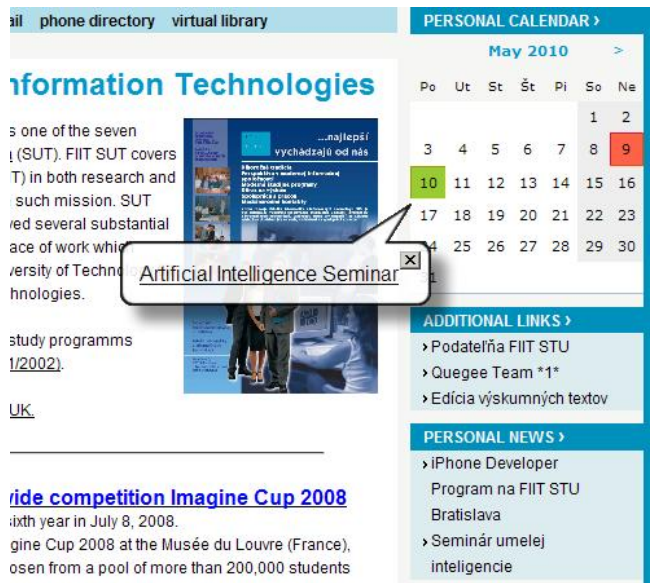 ail phone directory virtual library
nformation Technologies
s one of the seven
(SUT). FIIT SUT covers
T) in both research and
such mission. SUT
ved several substantial
ace of work which
versity of Techn
hnologies.
study programms
1/2002).
UK.
...najlepší
vychádzajú od nás
Artificial Intelligence Seminar
vide competition Imagine Cup 2008
sixth year in July 8, 2008.
gine Cup 2008 at the Musée du Louvre (France),
osen from a pool of more than 200,000 students
PERSONAL CALENDAR ›
May 2010 >
Po Ut St Št Pi So Ne
1 2
3 4 5 6 7 8 9
10 11 12 13 14 15 16
17 18 19 20 21 22 23
24 25 26 27 28 29 30
31
ADDITIONAL LINKS ›
› Podateľňa FIIT STU
› Quegee Team *1*
› Edícia výskumných textov
PERSONAL NEWS ›
› iPhone Developer
Program na FIIT STU
Bratislava
› Seminár umelej
inteligencie